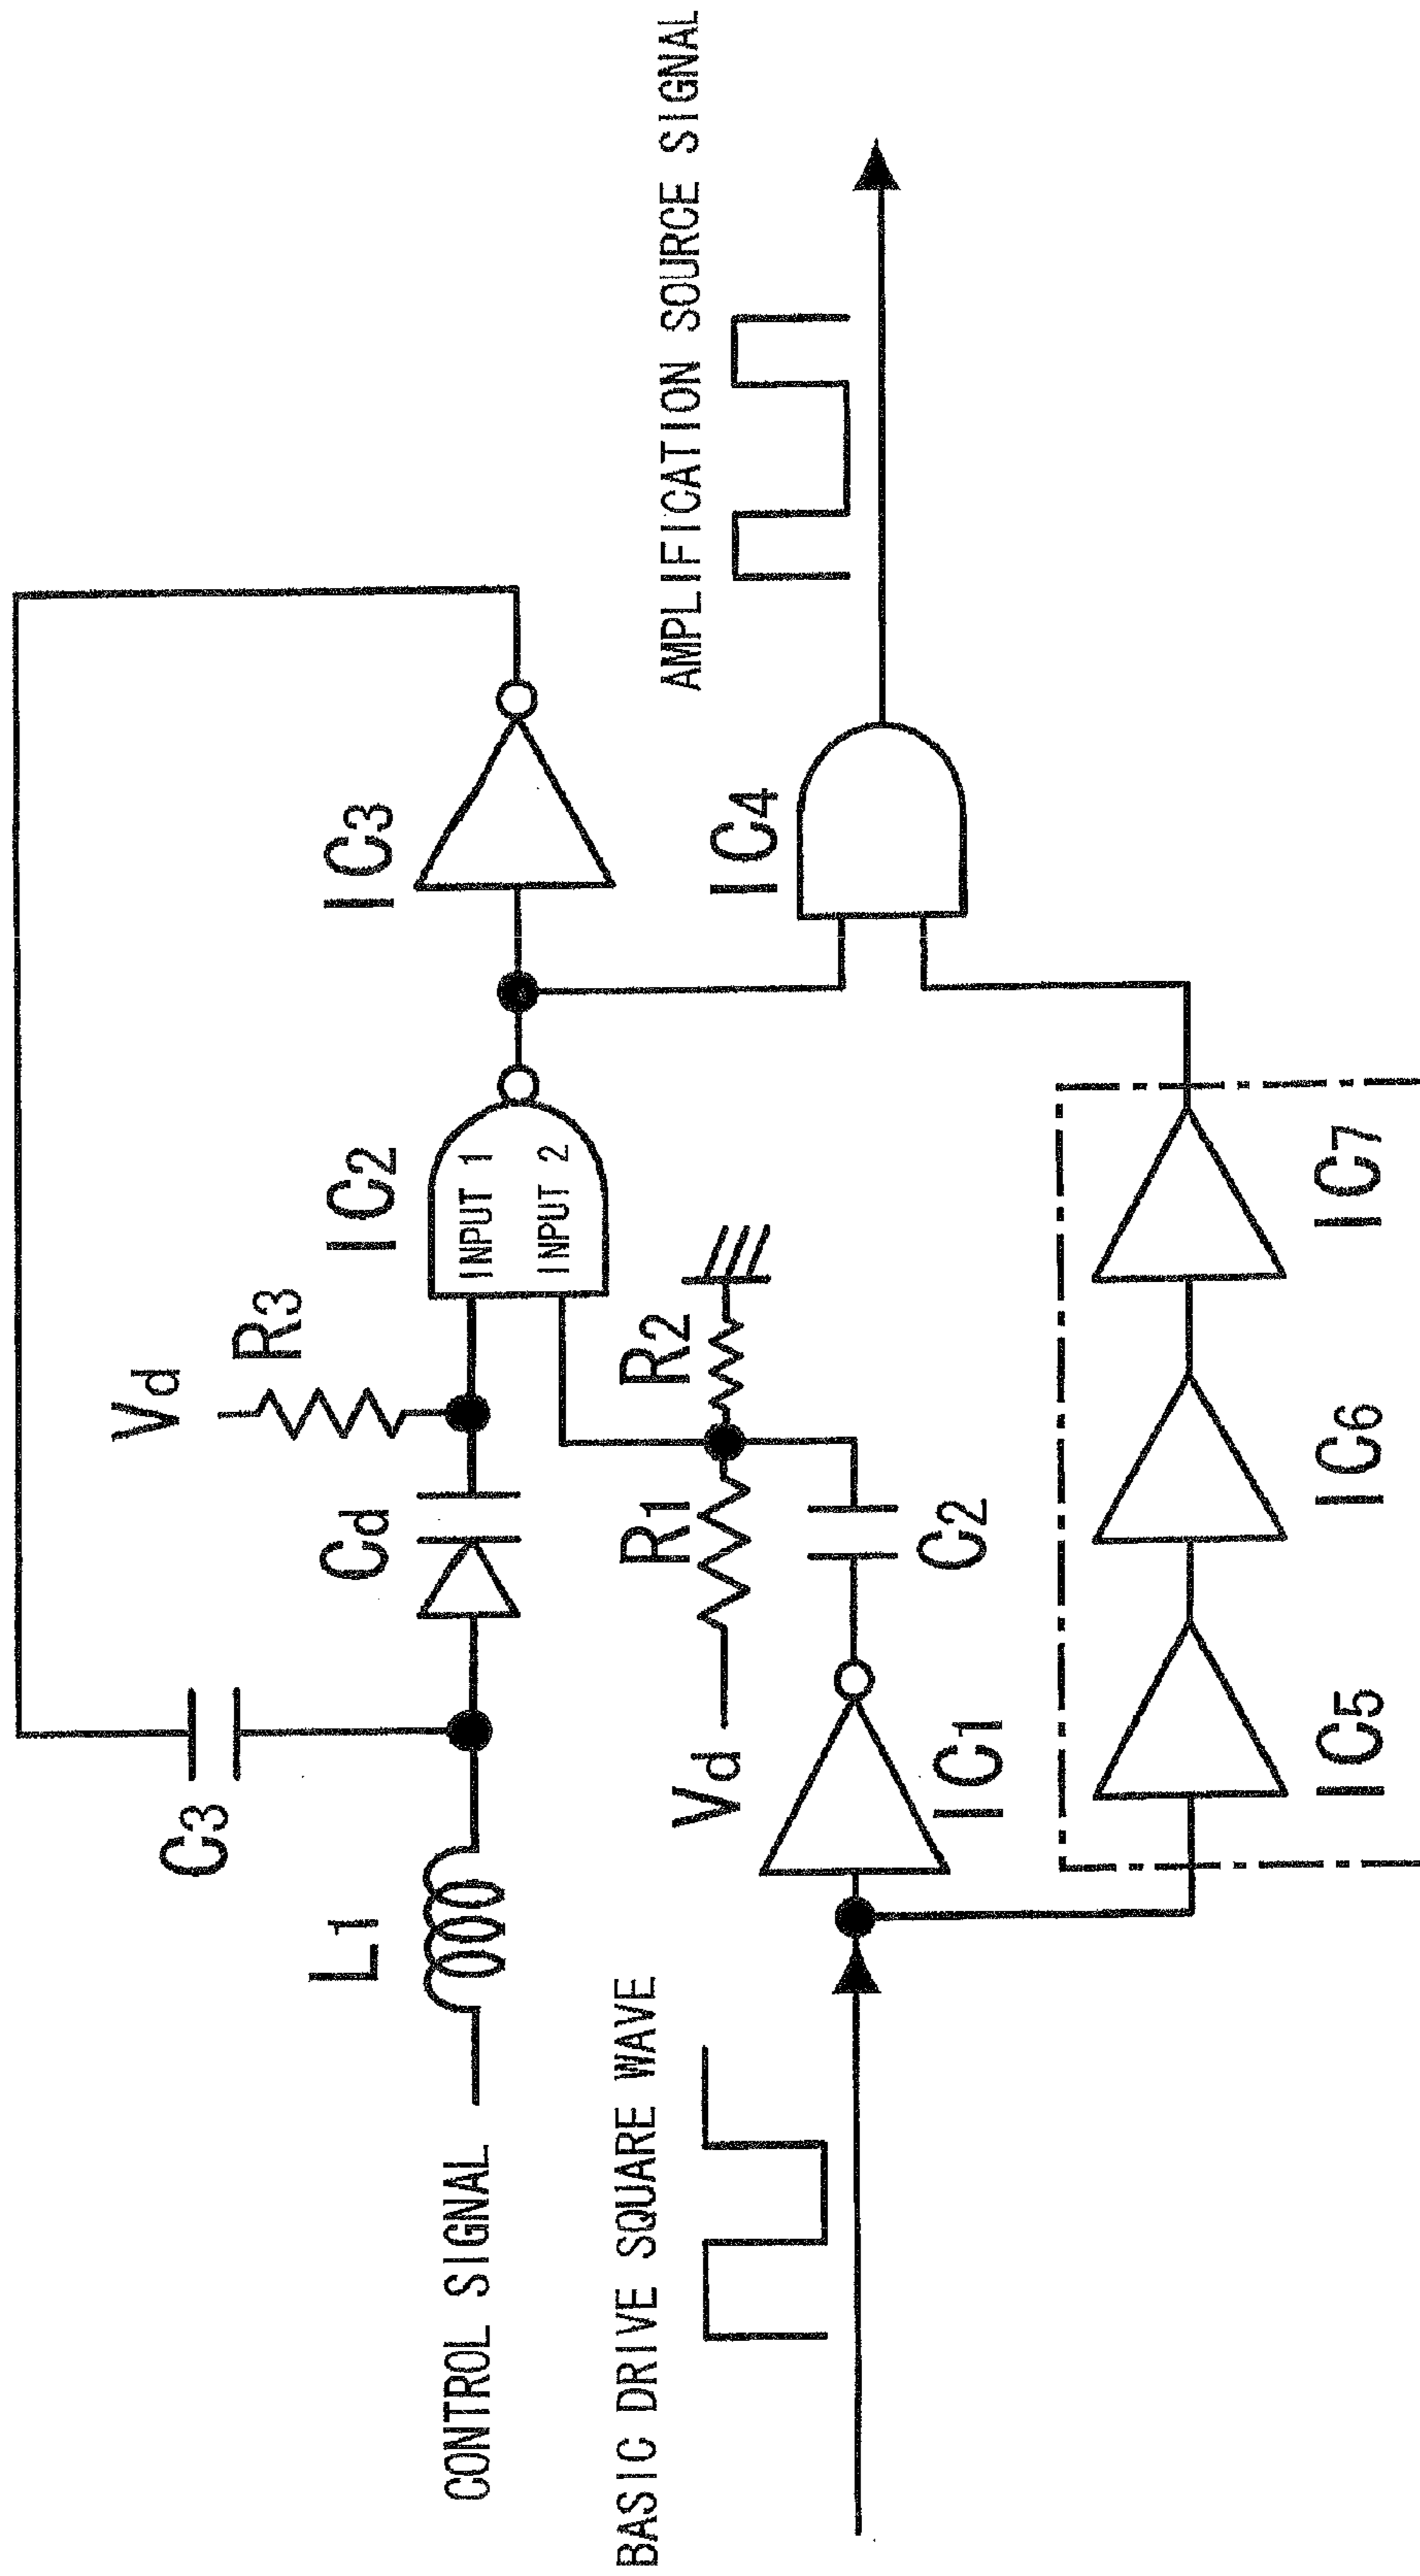 C3
IC3
Vd
R3
Cd
IC2
INPUT 1
INPUT 2
L1
CONTROL SIGNAL
AMPLIFICATION SOURCE SIGNAL
BASIC DRIVE SQUARE WAVE
Vd
R1
R2
IC4
IC1
C2
IC5
IC6
IC7